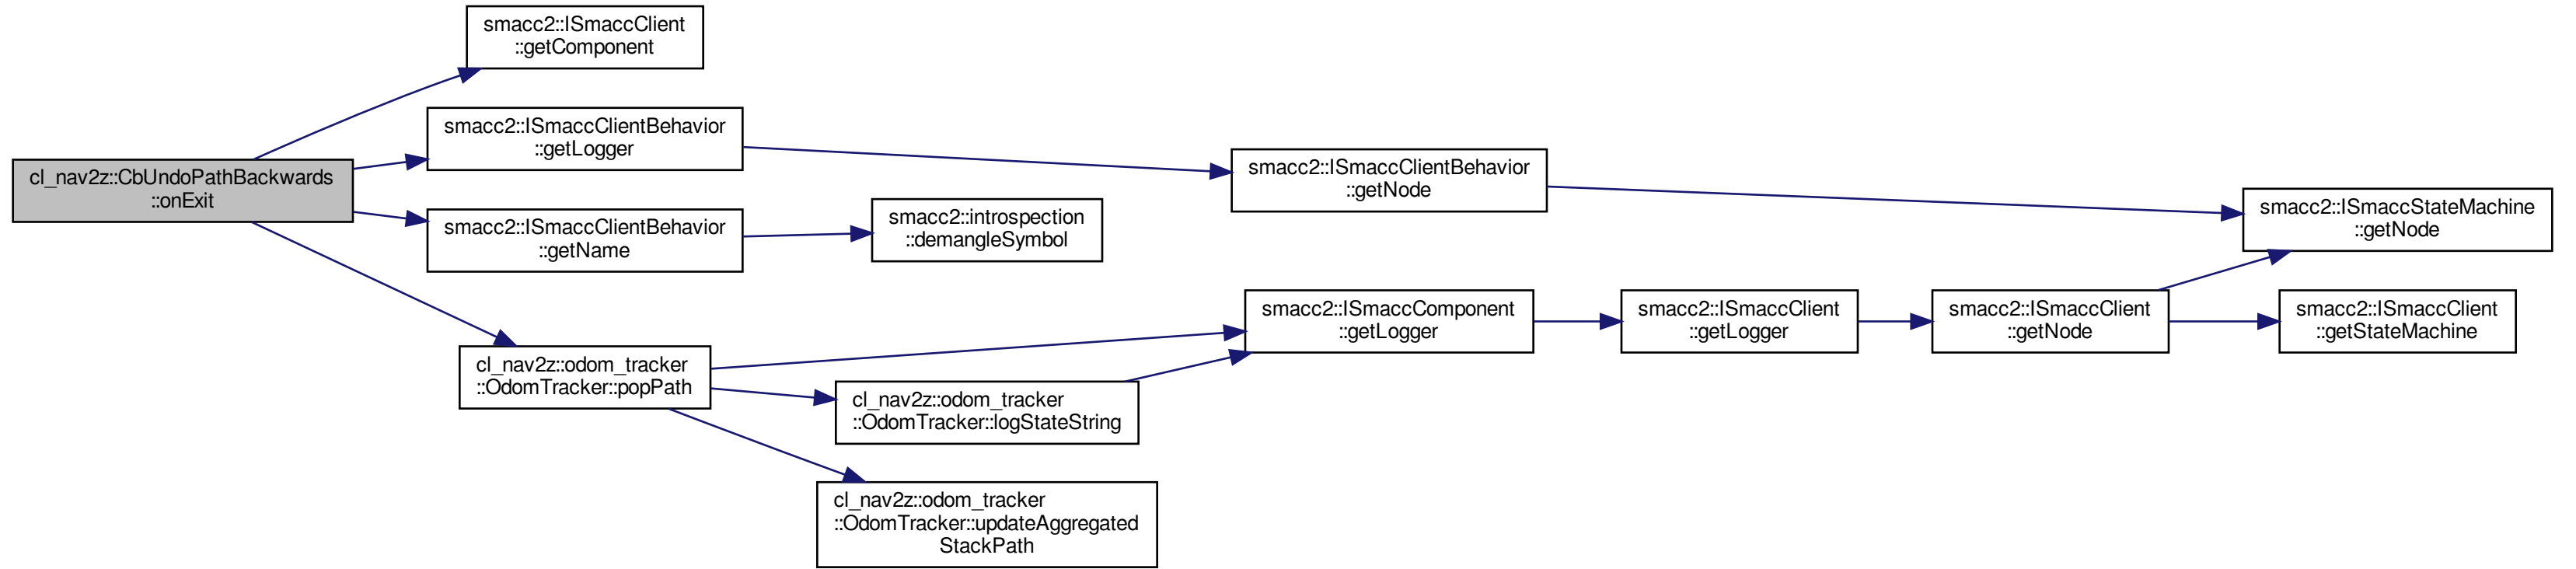 smacc2::ISmaccClient
::getComponent
smacc2::ISmaccClientBehavior
::getLogger
cl_nav2z::CbUndoPathBackwards
::onExit
smacc2::ISmaccClientBehavior
::getName
cl_nav2z::odom_tracker
::OdomTracker::popPath
smacc2::introspection
::demangleSymbol
cl_nav2z::odom_tracker
::OdomTracker::logStateString
cl_nav2z::odom_tracker
::OdomTracker::updateAggregated
StackPath
smacc2::ISmaccClientBehavior
::getNode
smacc2::ISmaccComponent
::getLogger
smacc2::ISmaccClient
::getLogger
smacc2::ISmaccClient
::getNode
smacc2::ISmaccStateMachine
::getNode
smacc2::ISmaccClient
::getStateMachine